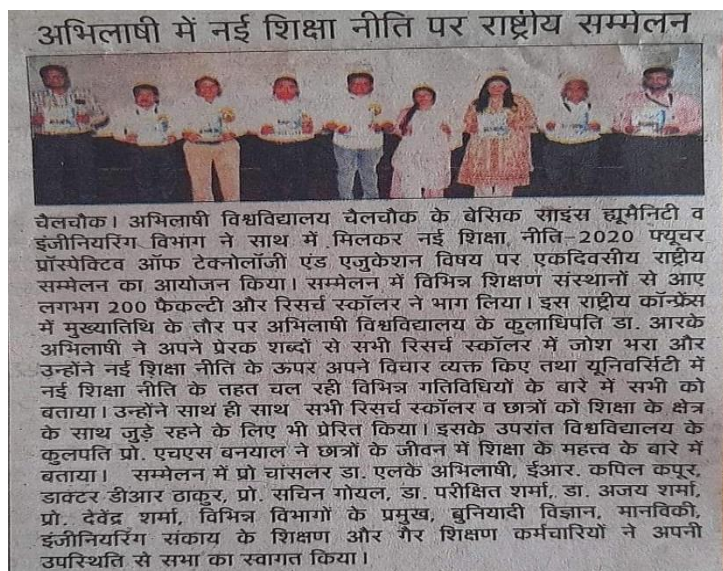 अभिलाषी में नई शिक्षा नीति पर राष्ट्रीय सम्मेलन
चैलचौक। अभिलाषी विश्वविद्यालय चैलचौक के बेसिक साइंस ह्यूमैनिटी व
इंजीनियरिंग विभाग ने साथ में मिलकर नई शिक्षा नीति-2020 फ्यूचर
प्रॉस्पेक्टिव ऑफ टेक्नोलॉजी एंड एजुकेशन विषय पर एकदिवसीय राष्ट्रीय
सम्मेलन का आयोजन किया। सम्मेलन में विभिन्न शिक्षण संस्थानों से आए
लगभग 200 फैकल्टी और रिसर्च स्कॉलर ने भाग लिया। इस राष्ट्रीय कॉन्फ्रेंस
में मुख्यातिथि के तौर पर अभिलाषी विश्वविद्यालय के कुलाधिपति डा. आरके
अभिलाषी ने अपने प्रेरक शब्दों से सभी रिसर्च स्कॉलर में जोश भरा और
उन्होंने नई शिक्षा नीति के ऊपर अपने विचार व्यक्त किए तथा यूनिवर्सिटी में
नई शिक्षा नीति के तहत चल रही विभिन्न गतिविधियों के बारे में सभी को
बताया। उन्होंने साथ ही साथ सभी रिसर्च स्कॉलर व छात्रों को शिक्षा के क्षेत्र
के साथ जुड़े रहने के लिए भी प्रेरित किया। इसके उपरांत विश्वविद्यालय के
कुलपति प्रो. एचएस बनयाल ने छात्रों के जीवन में शिक्षा के महत्त्व के बारे में
बताया। सम्मेलन में प्रो चांसलर डा. एलके अभिलाषी, ईआर. कपिल कपूर,
डाक्टर डीआर ठाकुर, प्रो. सचिन गोयल, डा. परीक्षित शर्मा, डा. अजय शर्मा,
प्रो. देवेंद्र शर्मा, विभिन्न विभागों के प्रमुख, बुनियादी विज्ञान, मानविकी,
इंजीनियरिंग संकाय के शिक्षण और गैर शिक्षण कर्मचारियों ने अपनी
उपस्थिति से सभा का स्वागत किया।